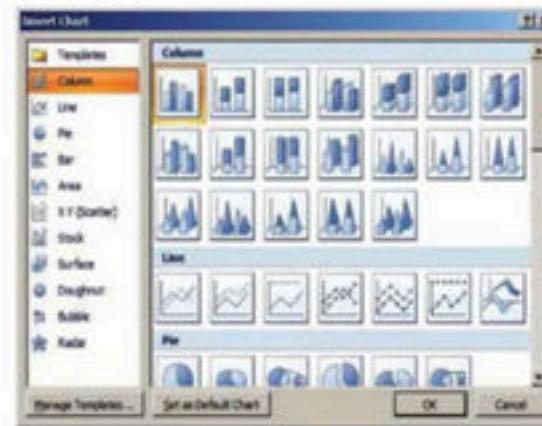 Insert Chart
Templates
Column
Line
Pie
Bar
Area
X Y (Scatter)
Stock
Surface
Doughnut
Bubble
Radar
Column
Line
Pie
Manage Templates...
Set as Default Chart
OK
Cancel